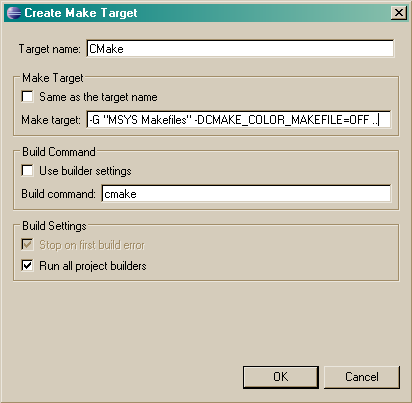 Create Make Target
Target name: CMake
Make Target
Same as the target name
Make target: -G "MSYS Makefiles" -DCMAKE_COLOR_MAKEFILE=OFF ..
Build Command
Use builder settings
Build command: cmake
Build Settings
Stop on first build error
Run all project builders
OK Cancel